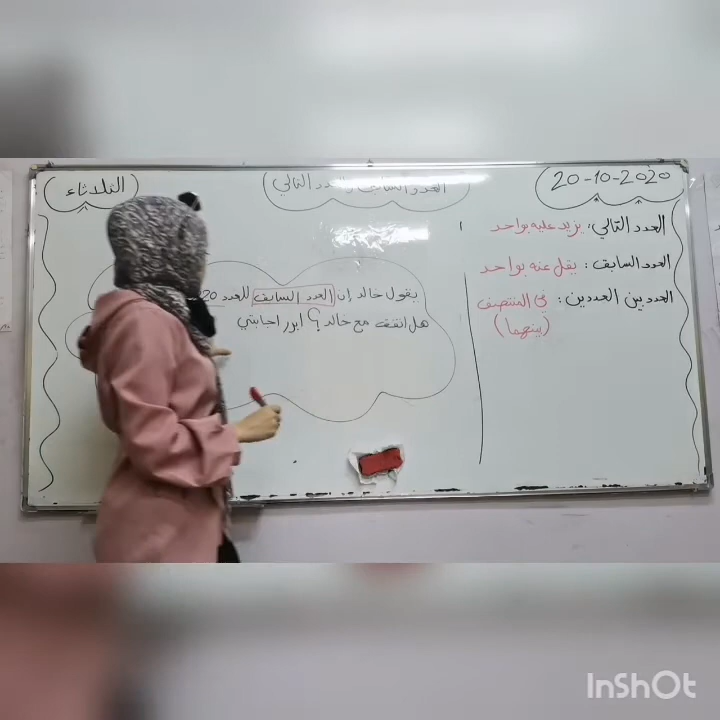 20-10-2020
العدد السابق والعدد التالي
الثلاثاء
العدد التالي: يزيد عليه بواحد
العدد السابق: يقل عنه بواحد
العدد بين العددين: في المنتصف
(بينهما)
يقول خالد إن العدد السابق للعدد 20
هل اتفق مع خالد؟ أبرر اجابتي
InShOt